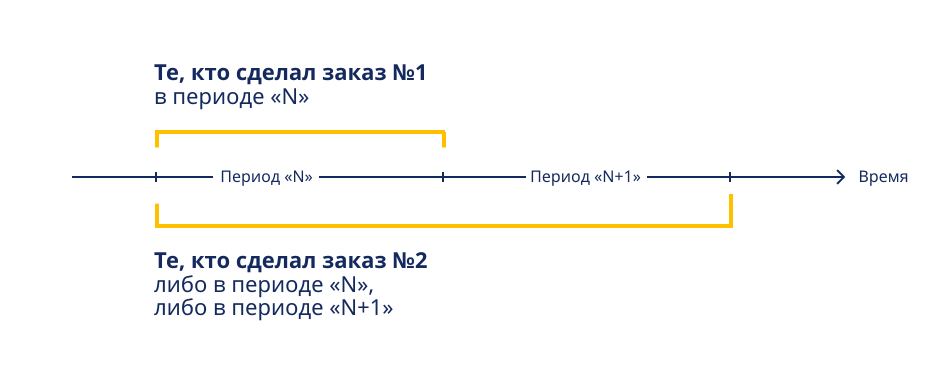 Те, кто сделал заказ №1
в периоде «N»
Период «N»
Период «N+1»
Время
Те, кто сделал заказ №2
либо в периоде «N»,
либо в периоде «N+1»